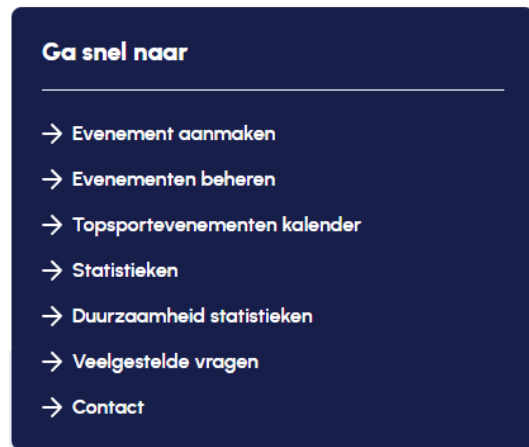 Ga snel naar
→ Evenement aanmaken
→ Evenementen beheren
→ Topsportevenementen kalender
→ Statistieken
→ Duurzaamheid statistieken
→ Veelgestelde vragen
→ Contact